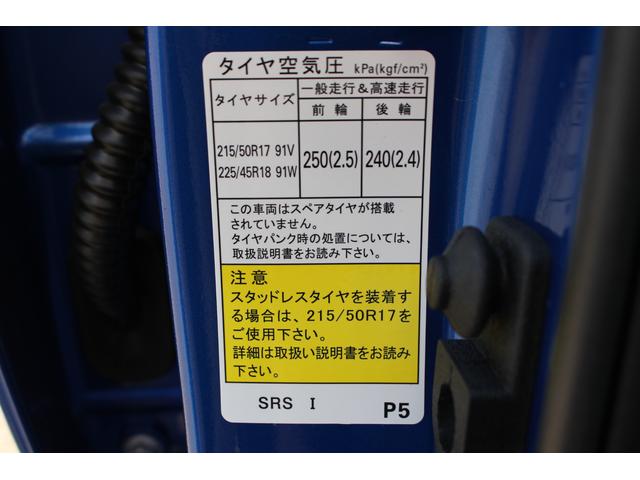 タイヤ空気圧 kPa(kgf/cm²)
タイヤサイズ 一般走行&高速走行
前輪 後輪
215/50R17 91V
225/45R18 91W
250(2.5) 240(2.4)
この車両はスペアタイヤが搭載
されていません。
タイヤパンク時の処置については、
取扱説明書をお読み下さい。
注意
スタッドレスタイヤを装着す
る場合は、215/50R17を
ご使用下さい。
詳細は取扱い説明書をお読み
下さい。
SRS I P5